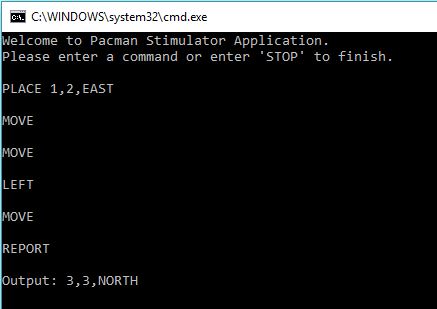 C:\WINDOWS\system32\cmd.exe
Welcome to Pacman Stimulator Application.
Please enter a command or enter 'STOP' to finish.
PLACE 1,2,EAST
MOVE
MOVE
LEFT
MOVE
REPORT
Output: 3,3,NORTH